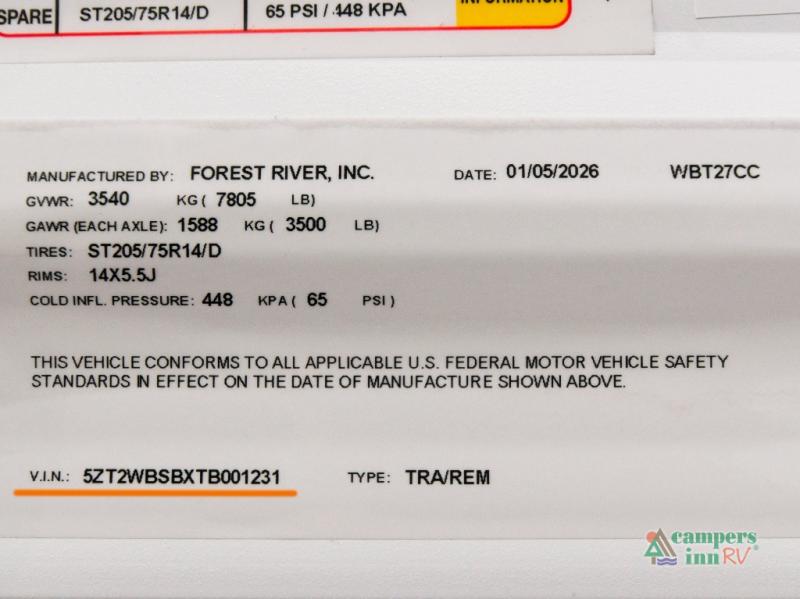 SPARE ST205/75R14/D 65 PSI / 448 KPA INFORMATION
MANUFACTURED BY: FOREST RIVER, INC. DATE: 01/05/2026 WBT27CC
GVWR: 3540 KG ( 7805 LB)
GAWR (EACH AXLE): 1588 KG ( 3500 LB)
TIRES: ST205/75R14/D
RIMS: 14X5.5J
COLD INFL. PRESSURE: 448 KPA ( 65 PSI )
THIS VEHICLE CONFORMS TO ALL APPLICABLE U.S. FEDERAL MOTOR VEHICLE SAFETY
STANDARDS IN EFFECT ON THE DATE OF MANUFACTURE SHOWN ABOVE.
V.I.N.: 5ZT2WBSBXTB001231 TYPE: TRA/REM
campers
inn RV®